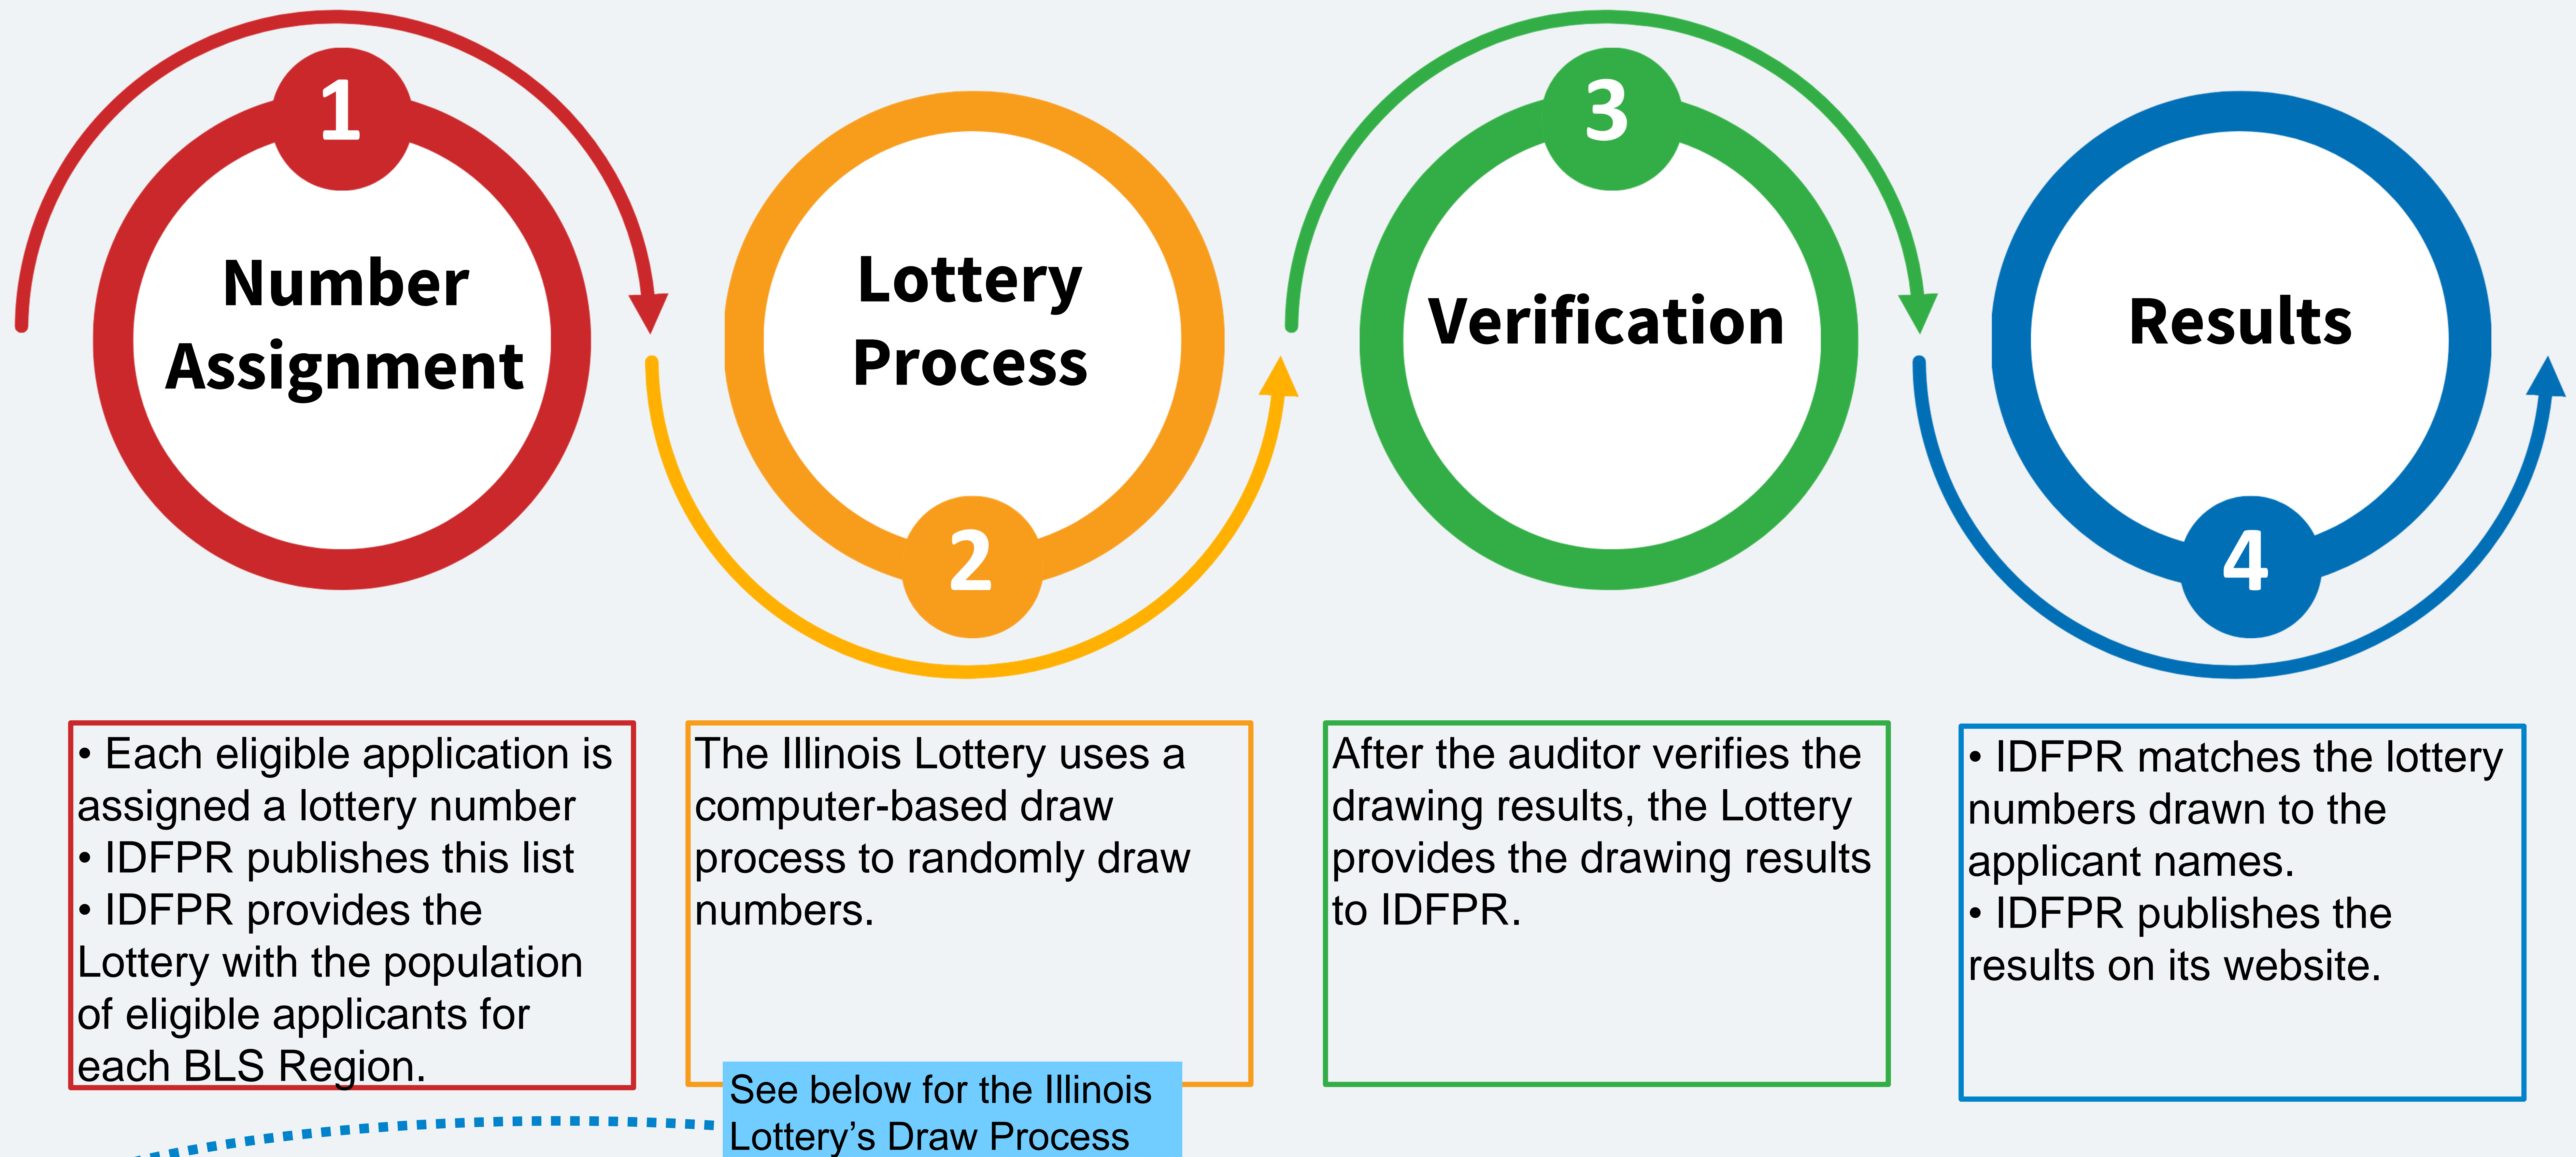 1
Number
Assignment
2
Lottery
Process
3
Verification
4
Results
• Each eligible application is
assigned a lottery number
• IDFPR publishes this list
• IDFPR provides the
Lottery with the population
of eligible applicants for
each BLS Region.
The Illinois Lottery uses a
computer-based draw
process to randomly draw
numbers.
See below for the Illinois
Lottery’s Draw Process
After the auditor verifies the
drawing results, the Lottery
provides the drawing results
to IDFPR.
• IDFPR matches the lottery
numbers drawn to the
applicant names.
• IDFPR publishes the
results on its website.